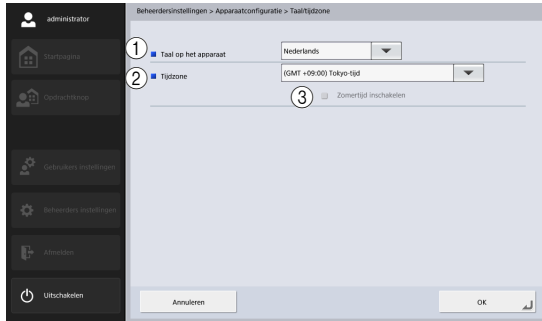 administrator
Beheerdersinstellingen > Apparaatconfiguratie > Taal/tijdzone
Startpagina
1 Taal op het apparaat Nederlands
2 Tijdzone (GMT +09:00) Tokyo-tijd
3 Zomertijd inschakelen
Opdrachtknop
Gebruikers instellingen
Beheerders instellingen
Afmelden
Uitschakelen
Annuleren
OK